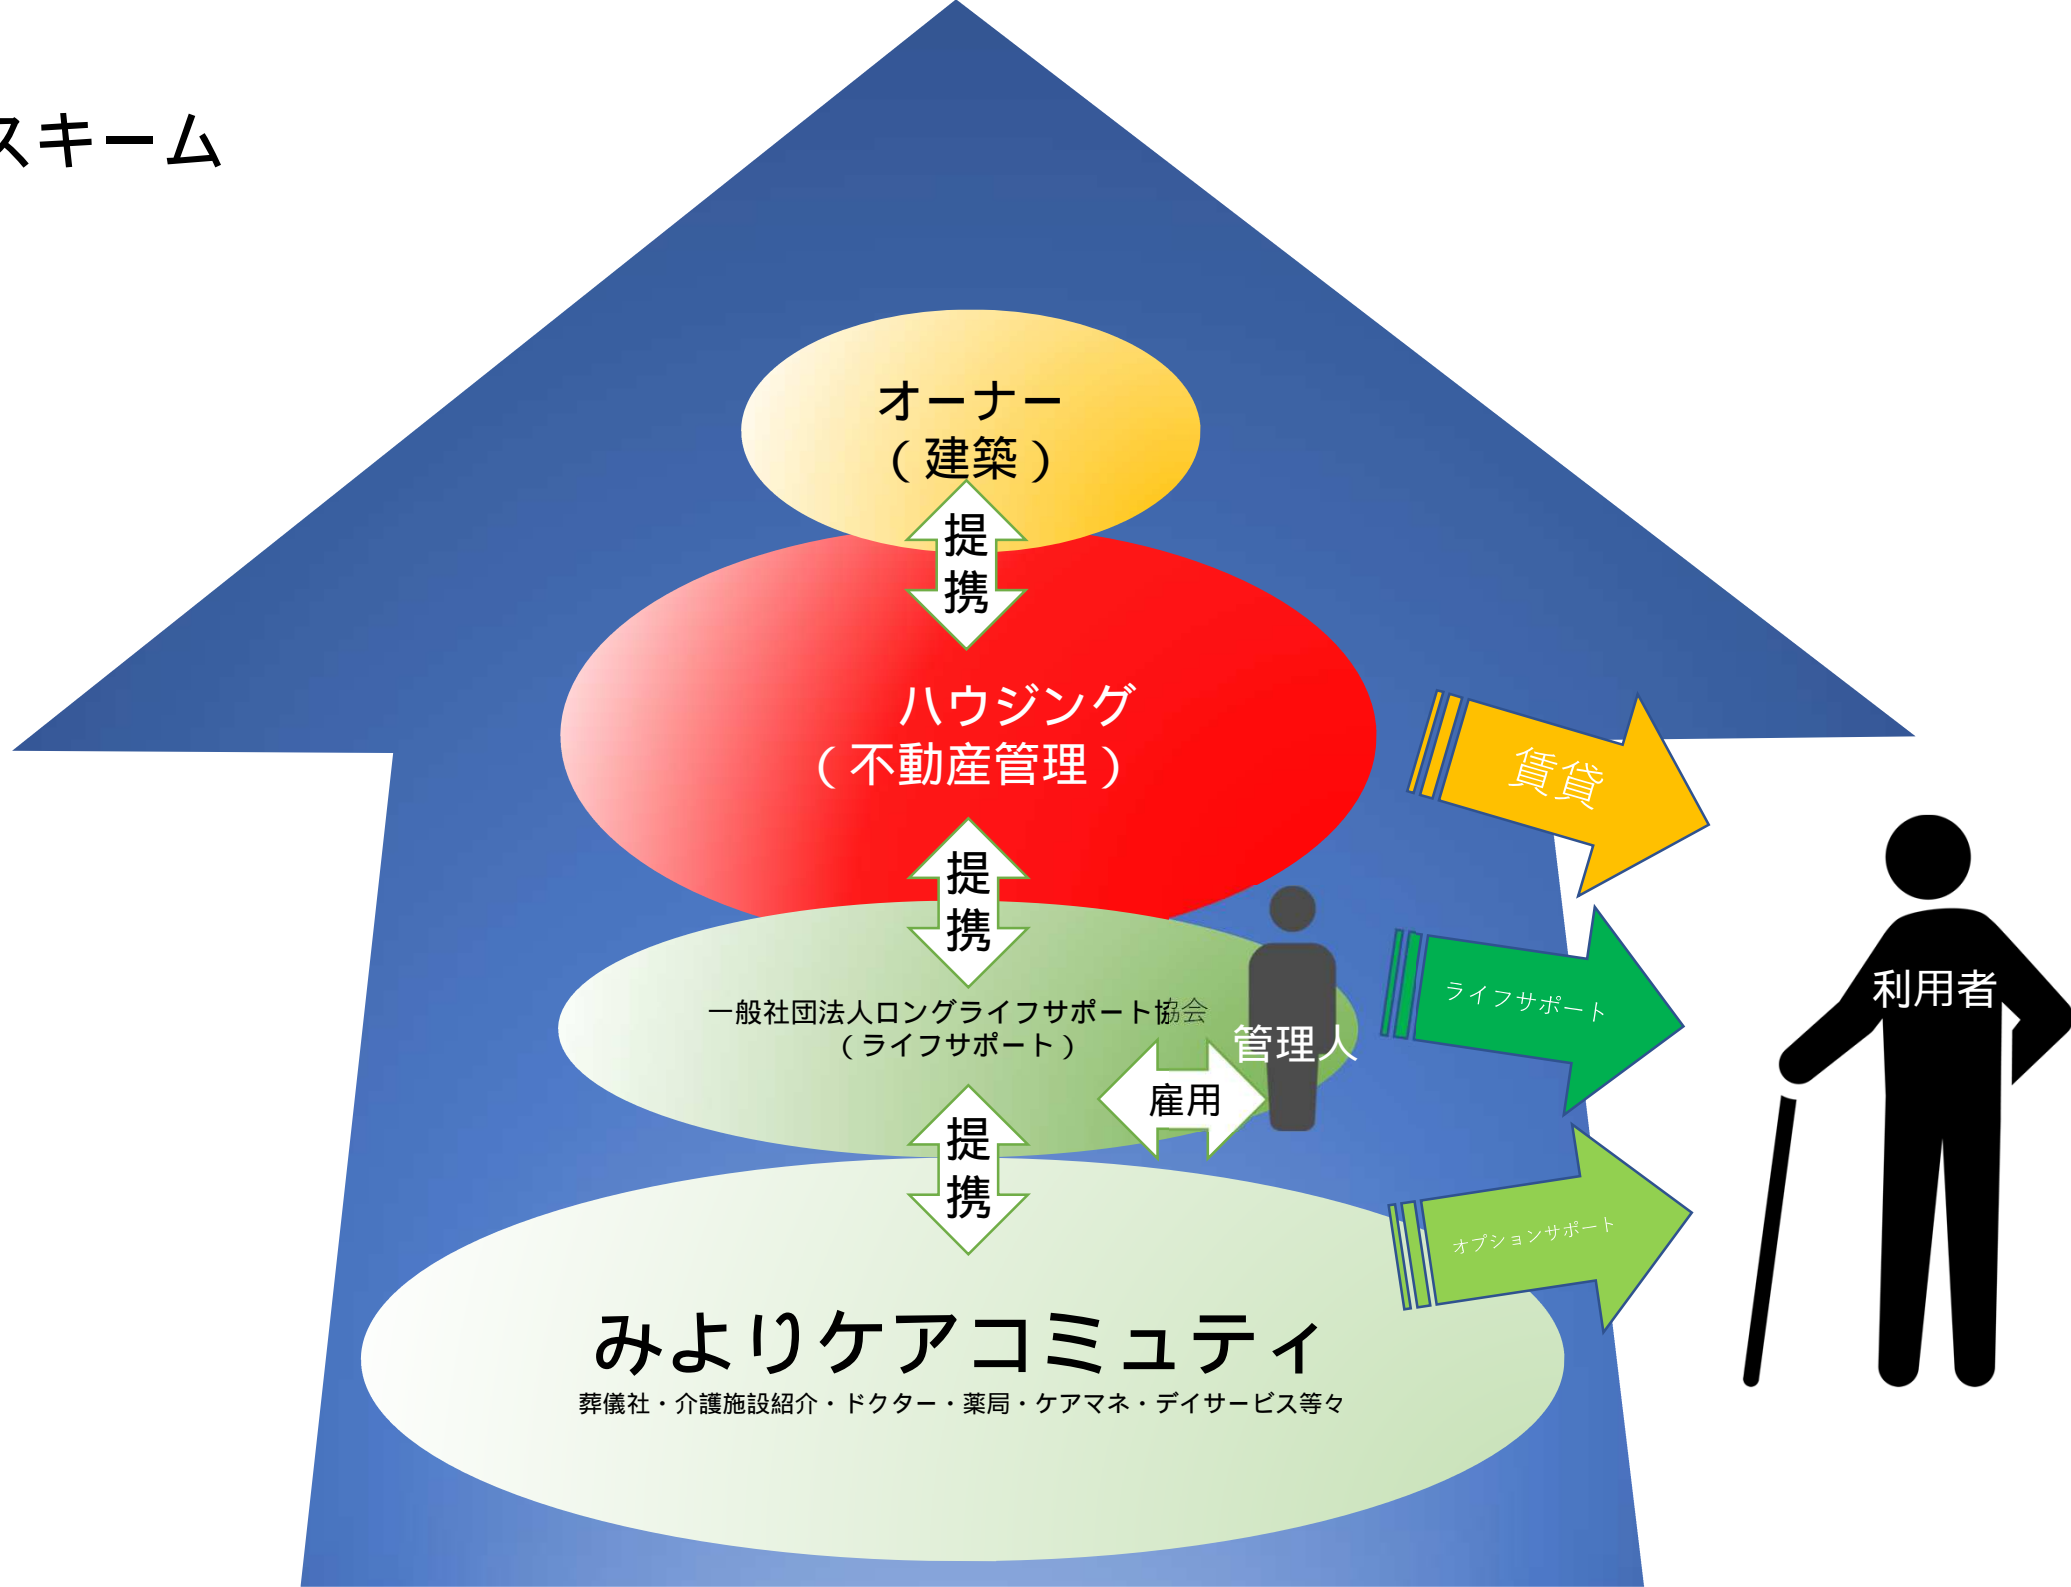 スキーム
オーナー
（建築）
提携
ハウジング
（不動産管理）
賃貸
提携
一般社団法人ロングライフサポート協会
（ライフサポート）
管理人
雇用
ライフサポート
利用者
提携
オプションサポート
みよりケアコミュティ
葬儀社・介護施設紹介・ドクター・薬局・ケアマネ・デイサービス等々